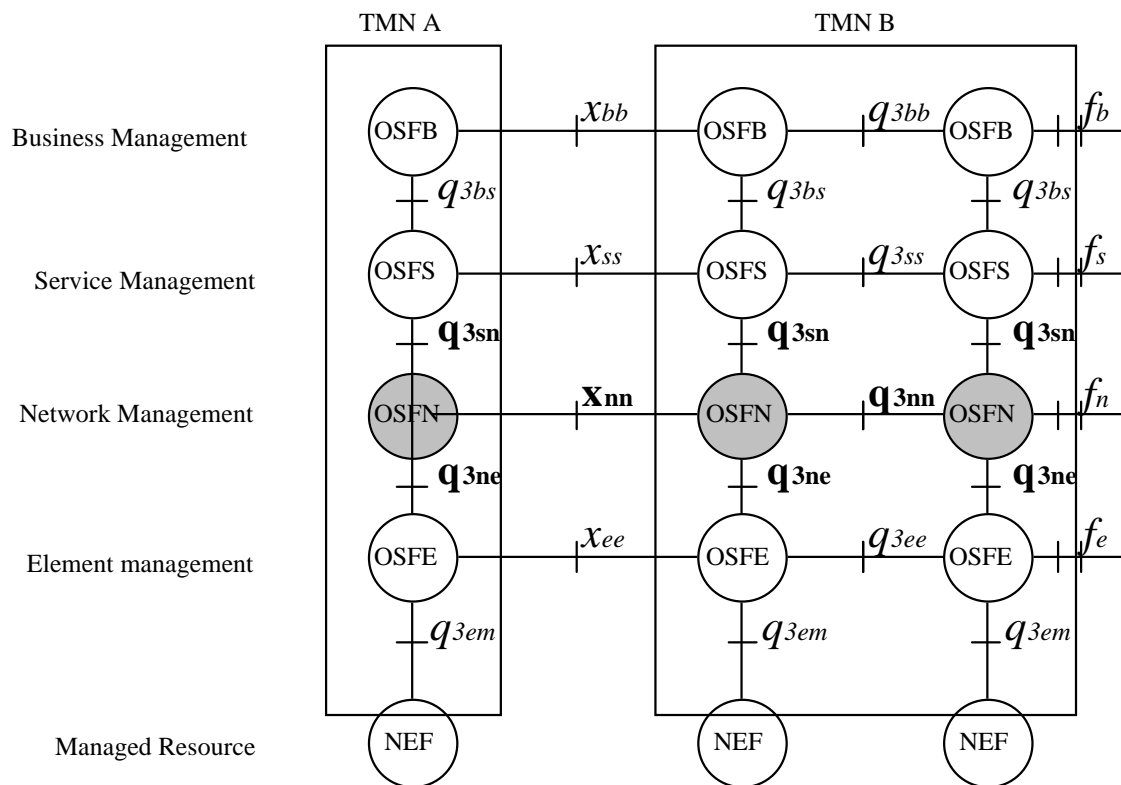 TMN A TMN B
Business Management OSFB xbb OSFB q3bb OSFB fb
q3bs q3bs q3bs
Service Management OSFS xss OSFS q3ss OSFS fs
q3sn q3sn q3sn
Network Management OSFN xnn OSFN q3nn OSFN fn
q3ne q3ne q3ne
Element management OSFE xee OSFE q3ee OSFE fe
q3em q3em q3em
Managed Resource NEF NEF NEF